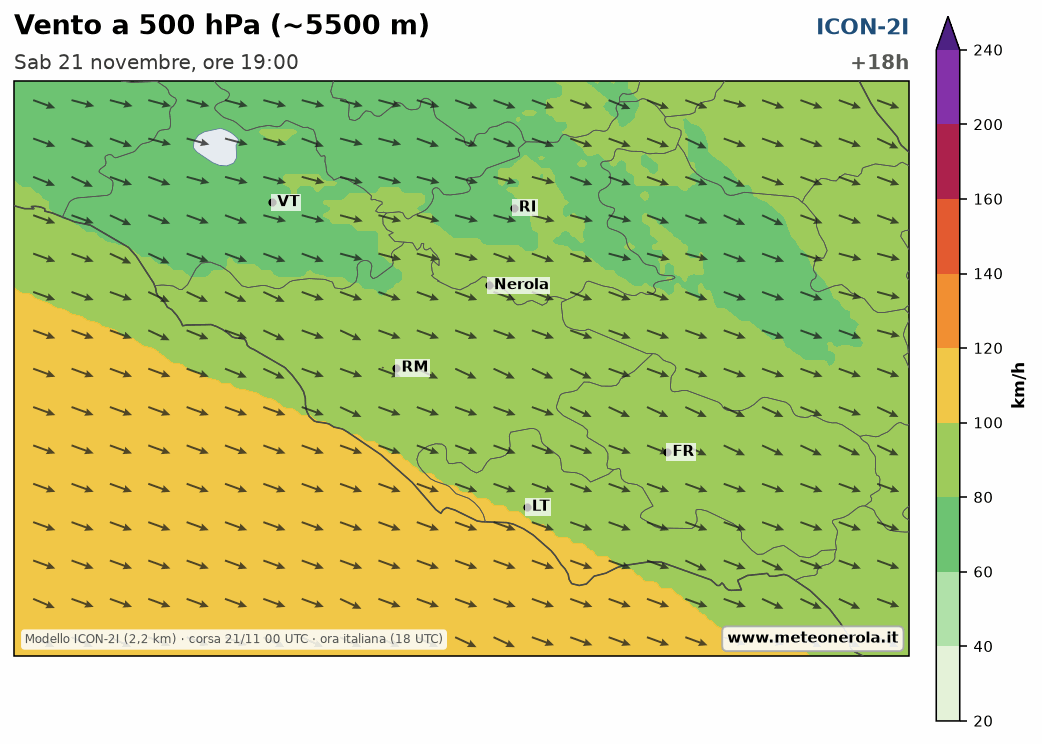 Vento a 500 hPa (~5500 m)
ICON-2I
Sab 21 novembre, ore 19:00
+18h
240
200
160
140
120
100
80
60
40
20
km/h
VT
RI
Nerola
RM
FR
LT
Modello ICON-2I (2,2 km) · corsa 21/11 00 UTC · ora italiana (18 UTC)
www.meteonerola.it